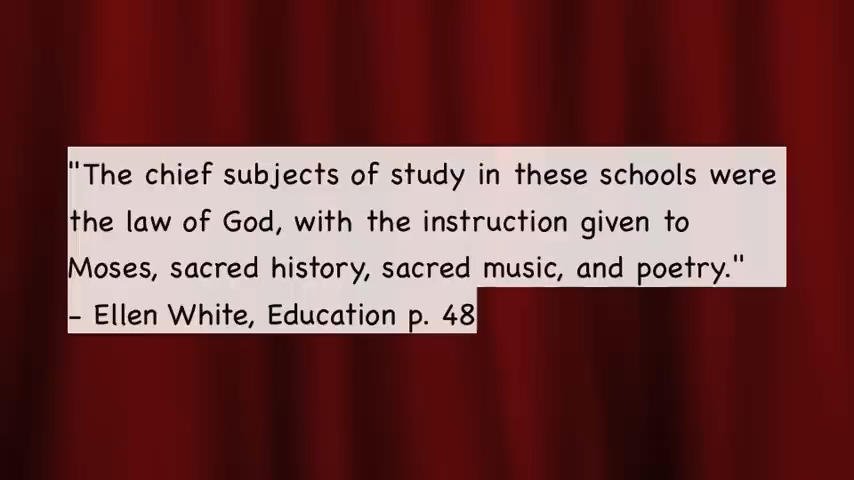 "The chief subjects of study in these schools were
the law of God, with the instruction given to
Moses, sacred history, sacred music, and poetry."
– Ellen White, Education p. 48